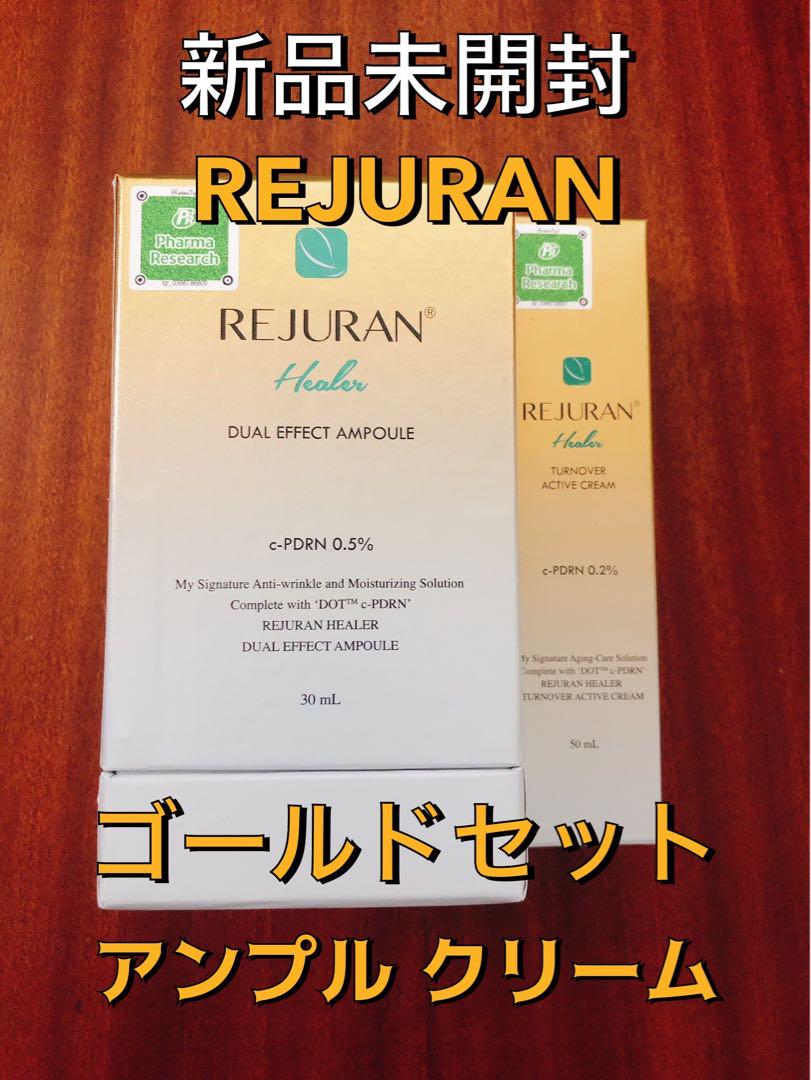 新品未開封
REJURAN
Pharma
Research
REJURAN®
Healer
DUAL EFFECT AMPOULE
c-PDRN 0.5%
My Signature Anti-wrinkle and Moisturizing Solution
Complete with ‘DOT™ c-PDRN’
REJURAN HEALER
DUAL EFFECT AMPOULE
30 mL
Pharma
Research
REJURAN®
Healer
TURNOVER
ACTIVE CREAM
c-PDRN 0.2%
My Signature Aging-Care Solution
Complete with ‘DOT™ c-PDRN’
REJURAN HEALER
TURNOVER ACTIVE CREAM
50 mL
ゴールドセット
アンプル クリーム